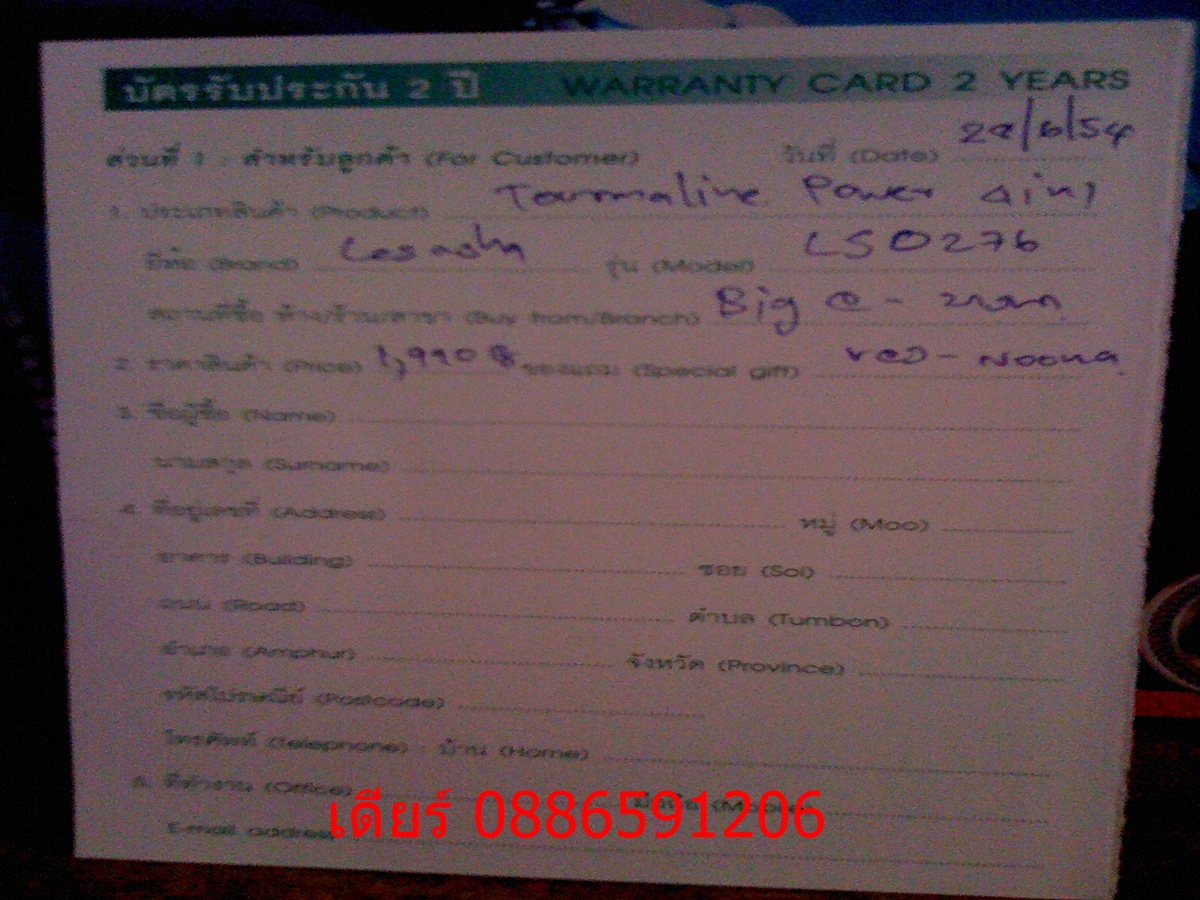 บัตรรับประกัน 2 ปี WARRANTY CARD 2 YEARS
ส่วนที่ 1 : สำหรับลูกค้า (For Customer) วันที่ (Date) /6/54
1. ประเภทสินค้า (Product) Tourmaline Power 4in1
ยี่ห้อ (Brand) Lesasha รุ่น (Model) LS0276
สถานที่ซื้อ ห้าง/ร้าน/สาขา (Buy from/Branch) Big C -
2. ราคาสินค้า (Price) 1,990฿ ของแถม (Special gift) red -
3. ชื่อผู้ซื้อ (Name)
นามสกุล (Surname)
4. ที่อยู่เลขที่ (Address) หมู่ (Moo)
อาคาร (Building) ซอย (Soi)
ถนน (Road) ตำบล (Tumbon)
อำเภอ (Amphur) จังหวัด (Province)
รหัสไปรษณีย์ (Postcode)
โทรศัพท์ (Telephone) : บ้าน (Home)
5. ที่ทำงาน (Office) มือถือ (Mobile)
E-mail address
เดียร์ 0886591206